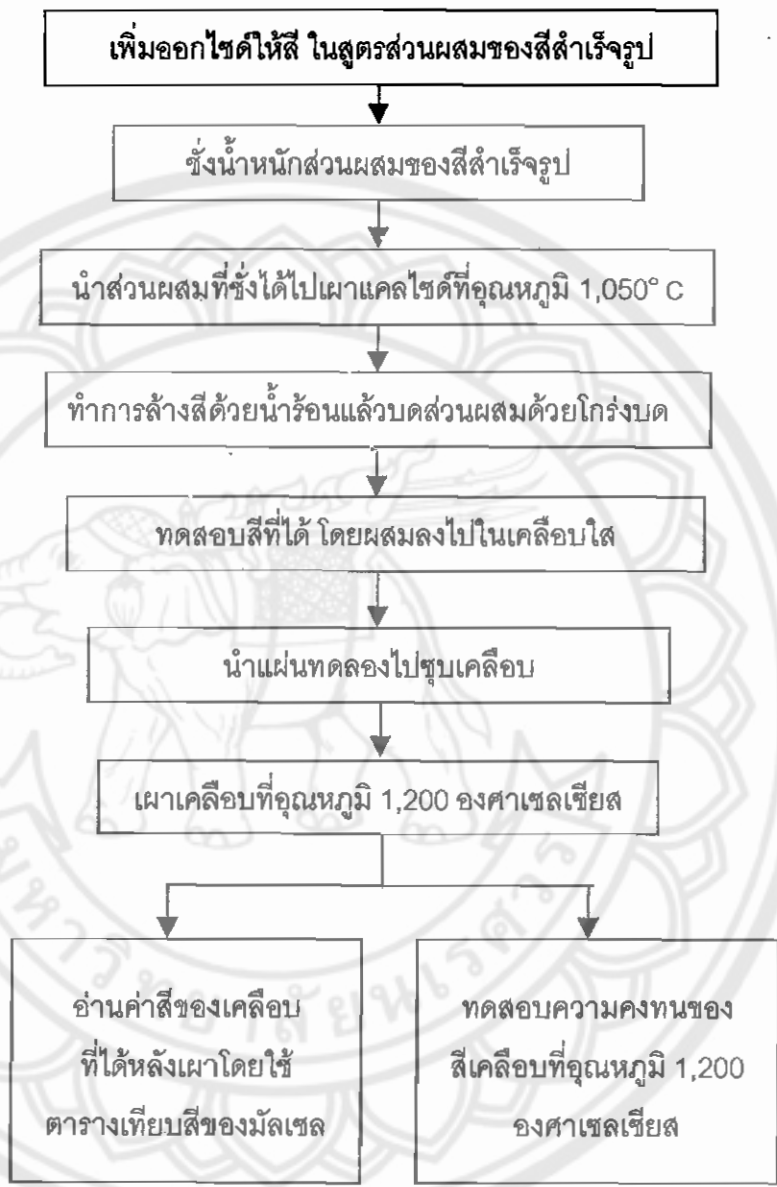 เพิ่มออกไซด์ให้สี ในสูตรส่วนผสมของสีสำเร็จรูป
ชั่งน้ำหนักส่วนผสมของสีสำเร็จรูป
นำส่วนผสมที่ชั่งได้ไปเผาแคลไซด์ที่อุณหภูมิ 1,050° C
ทำการล้างสีด้วยน้ำร้อนแล้วบดส่วนผสมด้วยโกร่งบด
ทดสอบสีที่ได้ โดยผสมลงไปในเคลือบใส
นำแผ่นทดลองไปชุบเคลือบ
เผาเคลือบที่อุณหภูมิ 1,200 องศาเซลเซียส
อ่านค่าสีของเคลือบ
ที่ได้หลังเผาโดยใช้
ตารางเทียบสีของมัลเซล
ทดสอบความคงทนของ
สีเคลือบที่อุณหภูมิ 1,200
องศาเซลเซียส
มหาวิทยาลัยนเรศวร